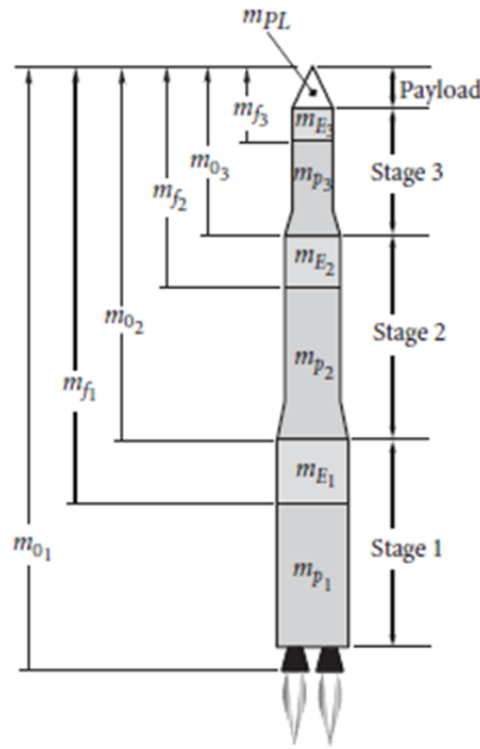 m_PL
Payload
m_f3
m_E3
m_03
m_p3
Stage 3
m_f2
m_E2
m_02
Stage 2
m_p2
m_f1
m_E1
m_01
Stage 1
m_p1